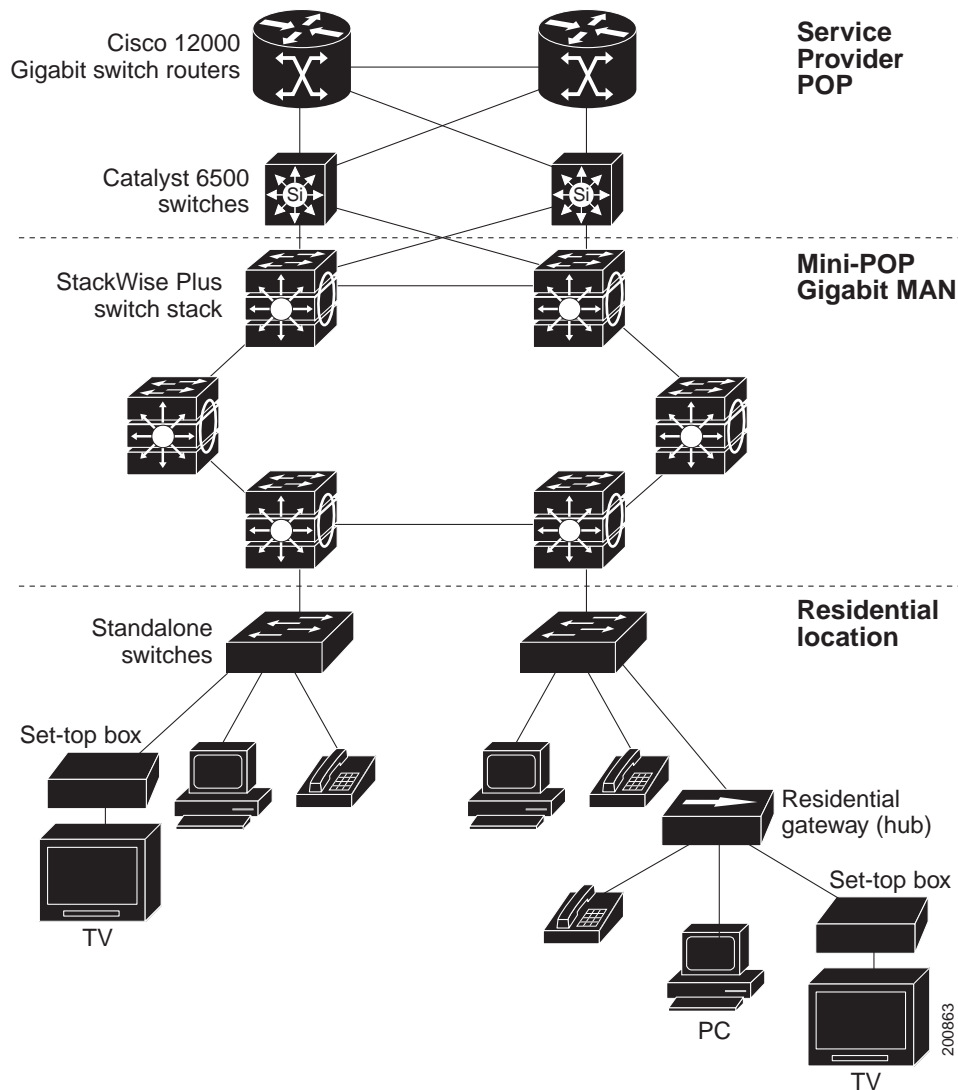 Cisco 12000
Gigabit switch routers
Service
Provider
POP
Catalyst 6500
switches
Si
Si
StackWise Plus
switch stack
Mini-POP
Gigabit MAN
Standalone
switches
Residential
location
Set-top box
TV
Residential
gateway (hub)
Set-top box
PC
TV
200863